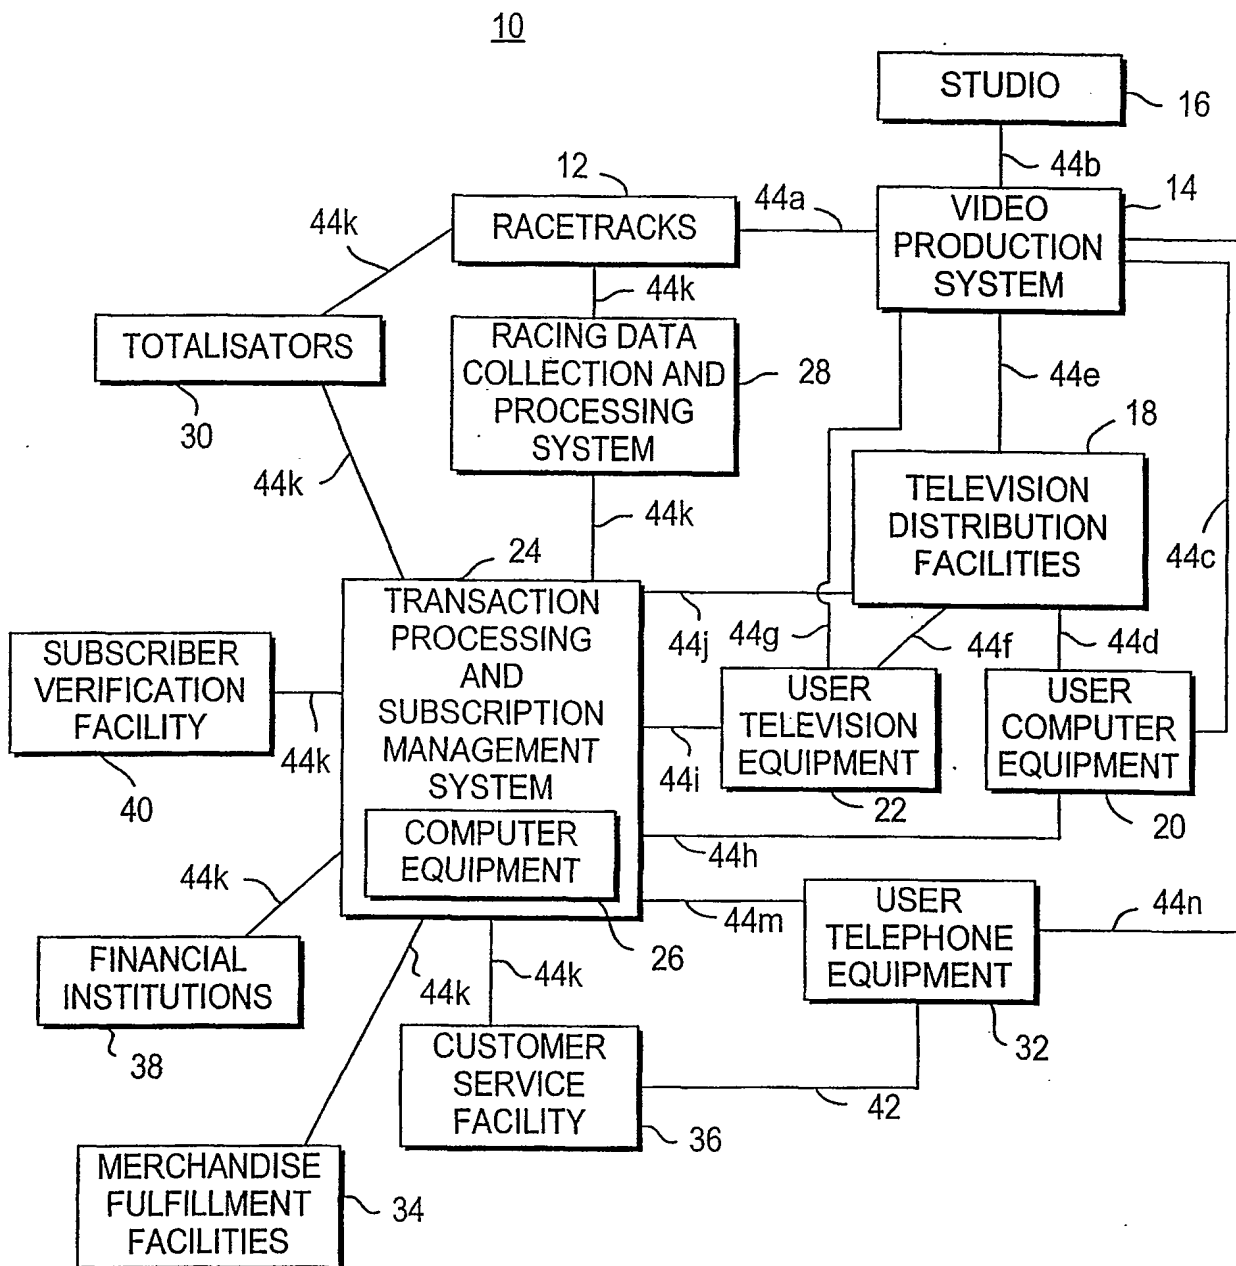 10
STUDIO
16
44b
12
44a
14
RACETRACKS
VIDEO
PRODUCTION
SYSTEM
44k
44k
TOTALISATORS
30
RACING DATA
COLLECTION AND
PROCESSING
SYSTEM
28
44e
18
44k
44k
TELEVISION
DISTRIBUTION
FACILITIES
44c
24
TRANSACTION
PROCESSING
AND
SUBSCRIPTION
MANAGEMENT
SYSTEM
44j
44g
44f
44d
SUBSCRIBER
VERIFICATION
FACILITY
40
44k
USER
TELEVISION
EQUIPMENT
22
USER
COMPUTER
EQUIPMENT
20
44i
COMPUTER
EQUIPMENT
26
44h
44k
44m
USER
TELEPHONE
EQUIPMENT
32
44n
FINANCIAL
INSTITUTIONS
38
44k
44k
CUSTOMER
SERVICE
FACILITY
36
42
MERCHANDISE
FULFILLMENT
FACILITIES
34